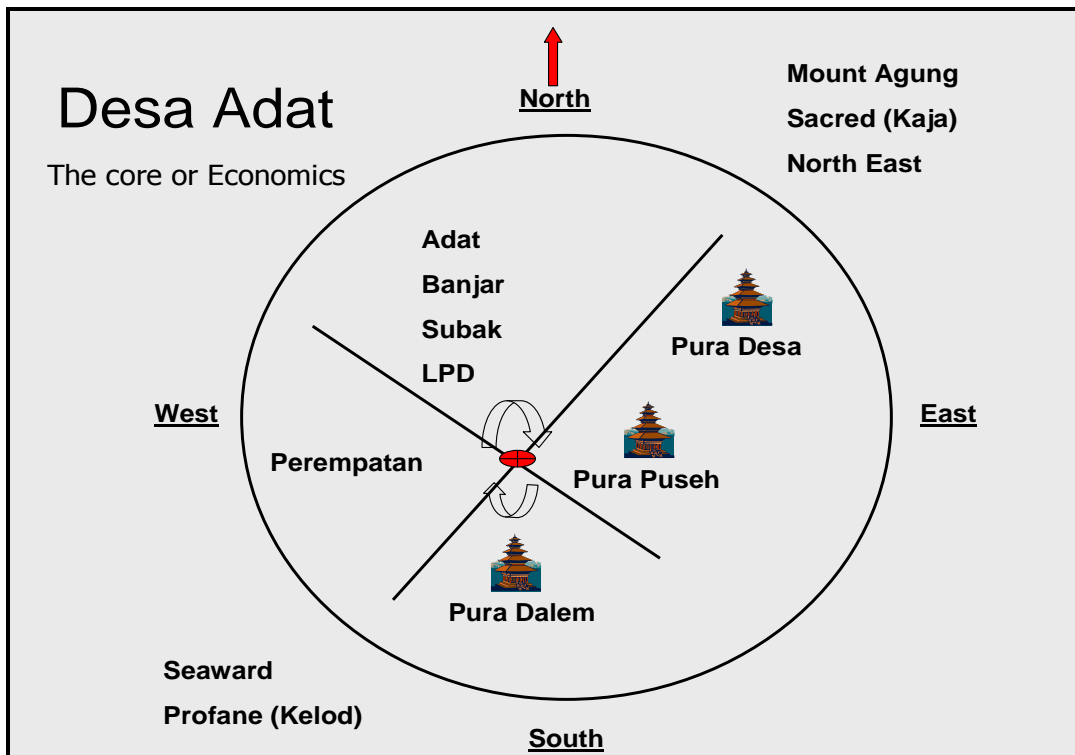 Desa Adat
The core or Economics
North
Mount Agung
Sacred (Kaja)
North East
Adat
Banjar
Subak
LPD
Pura Desa
West
East
Perempatan
Pura Puseh
Pura Dalem
Seaward
Profane (Kelod)
South